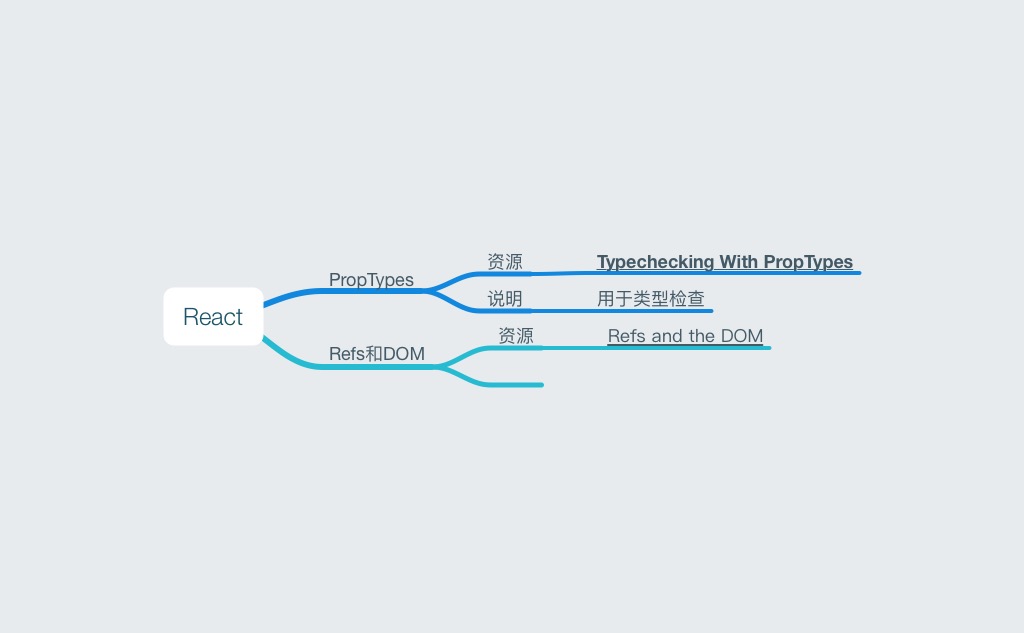 React
PropTypes
资源
Typechecking With PropTypes
说明
用于类型检查
Refs和DOM
资源
Refs and the DOM